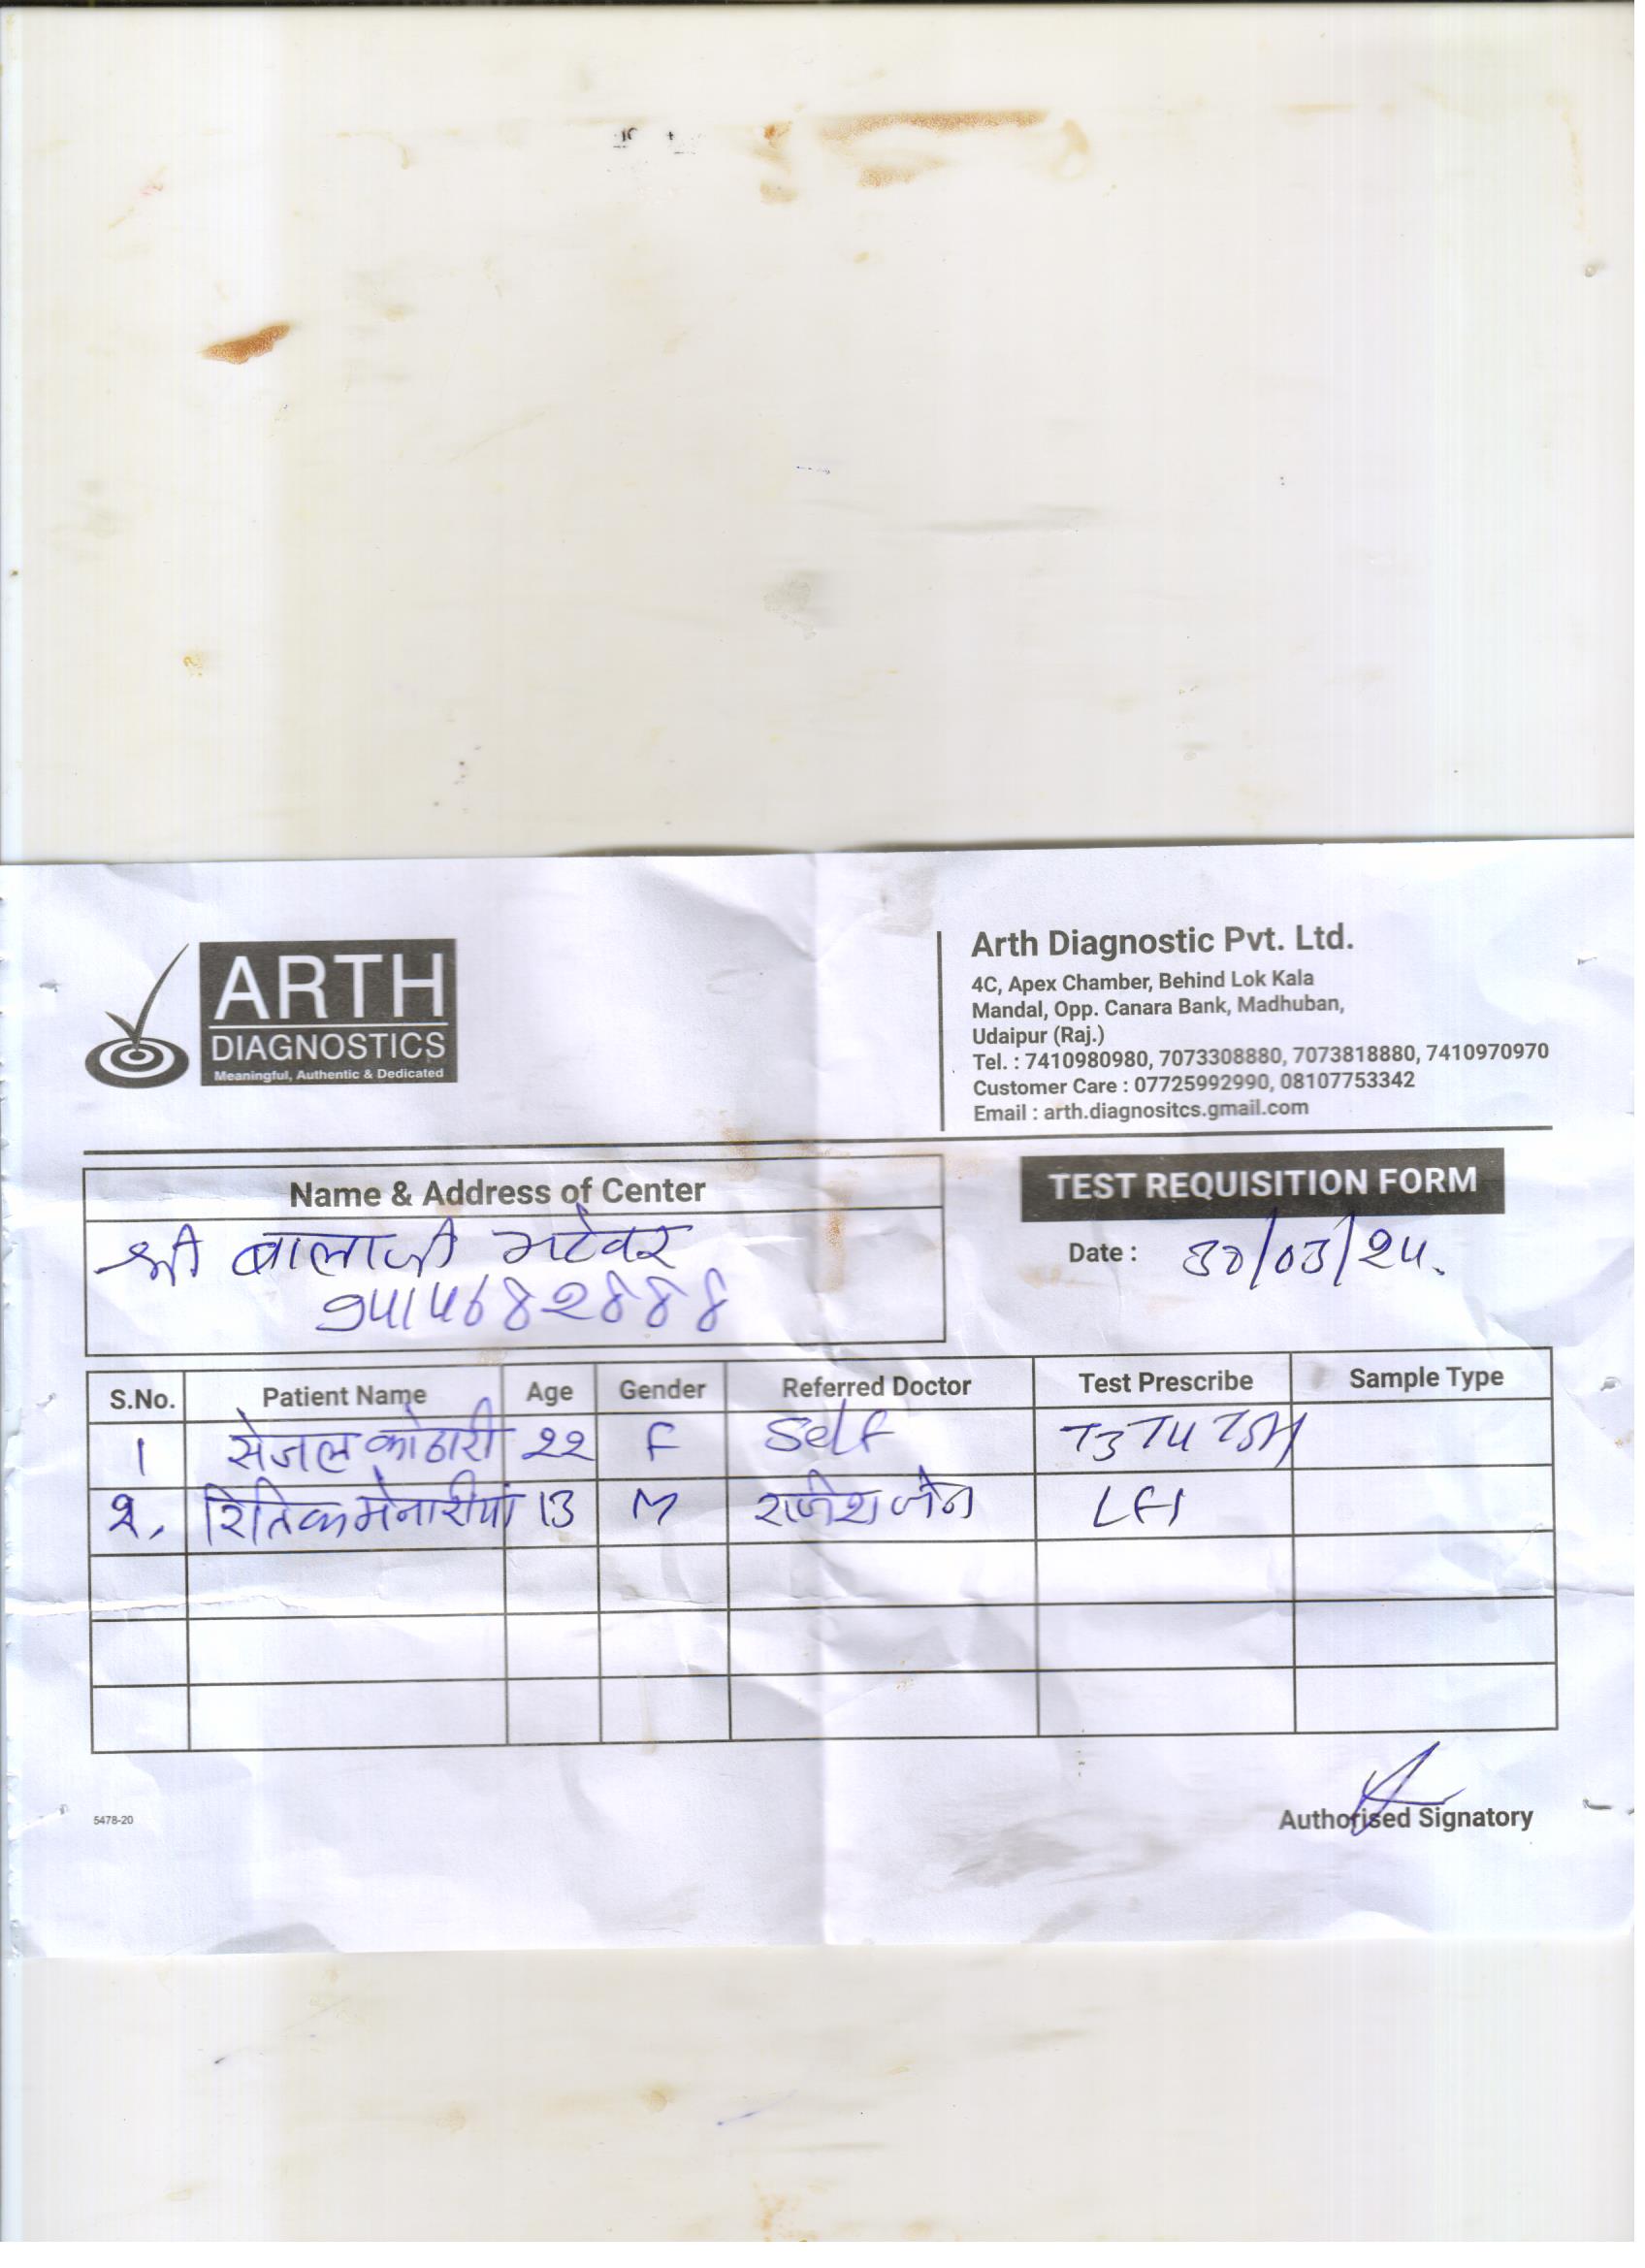 ARTH
DIAGNOSTICS
Meaningful, Authentic & Dedicated
Arth Diagnostic Pvt. Ltd.
4C, Apex Chamber, Behind Lok Kala
Mandal, Opp. Canara Bank, Madhuban,
Udaipur (Raj.)
Tel. : 7410980980, 7073308880, 7073818880, 7410970970
Customer Care : 07725992990, 08107753342
Email : arth.diagnositcs.gmail.com
Name & Address of Center
श्री बालाजी भटेवर
9414682888
TEST REQUISITION FORM
Date : 30/03/24.
S.No. Patient Name Age Gender Referred Doctor Test Prescribe Sample Type
1 सेजल कोठारी 22 F Self T3 T4 TSH
2. रितिक मेनारीया 13 M राजेश जैन
5478-20
Authorised Signatory